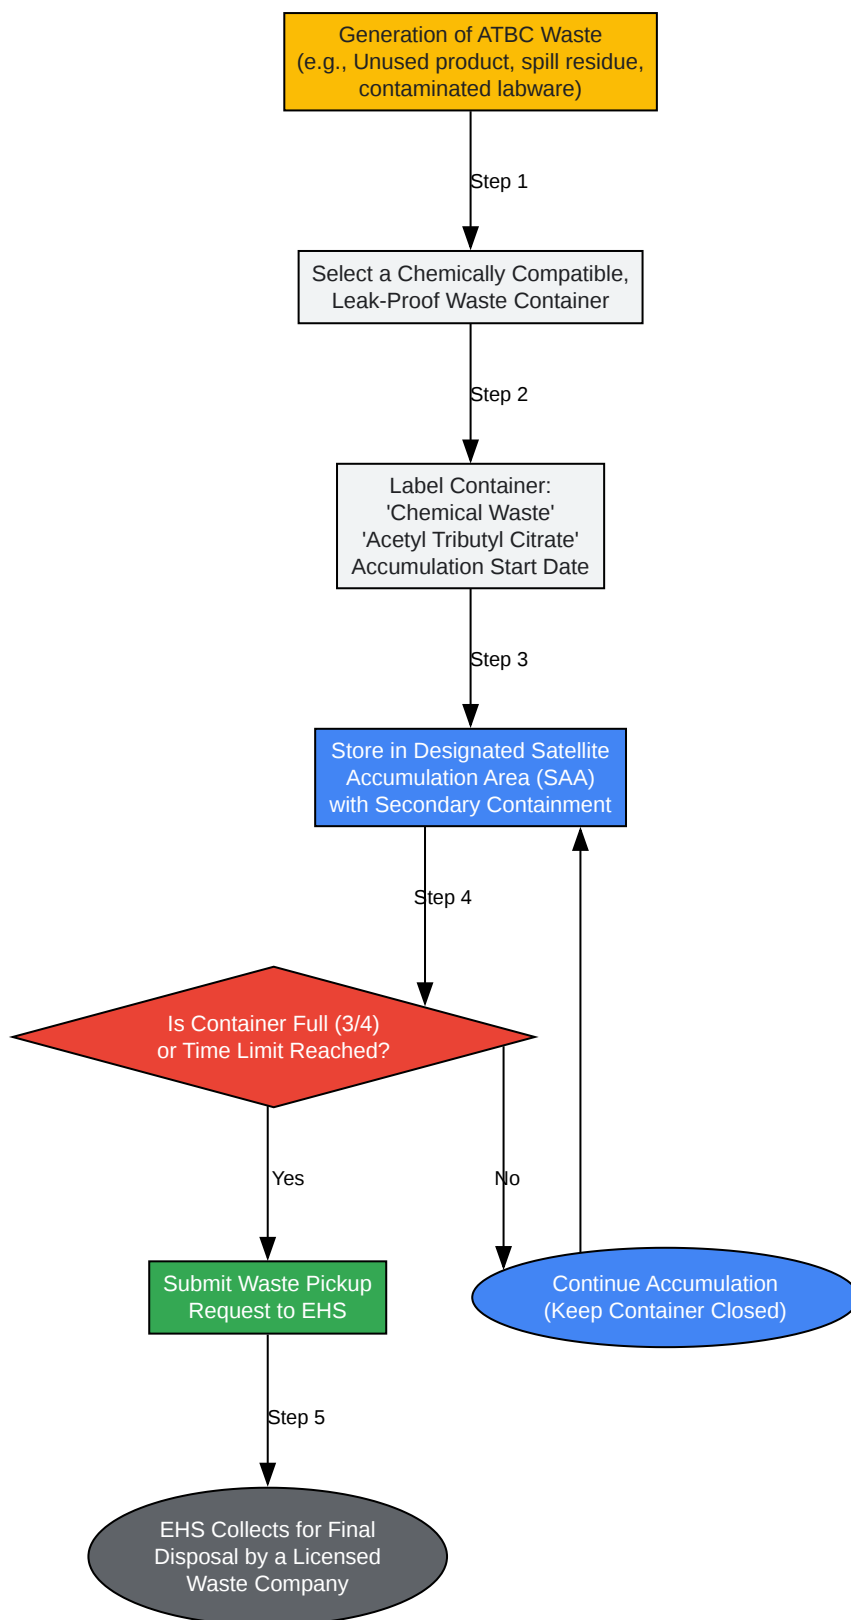 Generation of ATBC Waste
(e.g., Unused product, spill residue,
contaminated labware)
Step 1
Select a Chemically Compatible,
Leak-Proof Waste Container
Step 2
Label Container:
'Chemical Waste'
'Acetyl Tributyl Citrate'
Accumulation Start Date
Step 3
Store in Designated Satellite
Accumulation Area (SAA)
with Secondary Containment
Step 4
Is Container Full (3/4)
or Time Limit Reached?
Yes
No
Submit Waste Pickup
Request to EHS
Continue Accumulation
(Keep Container Closed)
Step 5
EHS Collects for Final
Disposal by a Licensed
Waste Company